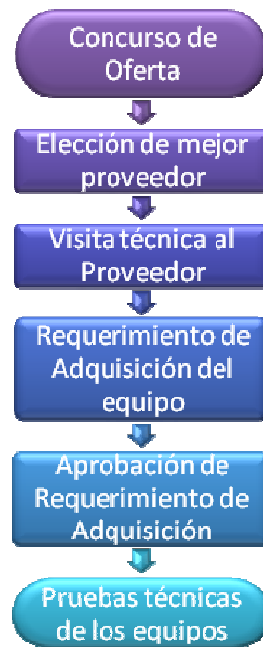 Concurso de
Oferta
Elección de mejor
proveedor
Visita técnica al
Proveedor
Requerimiento de
Adquisición del
equipo
Aprobación de
Requerimiento de
Adquisición
Pruebas técnicas
de los equipos